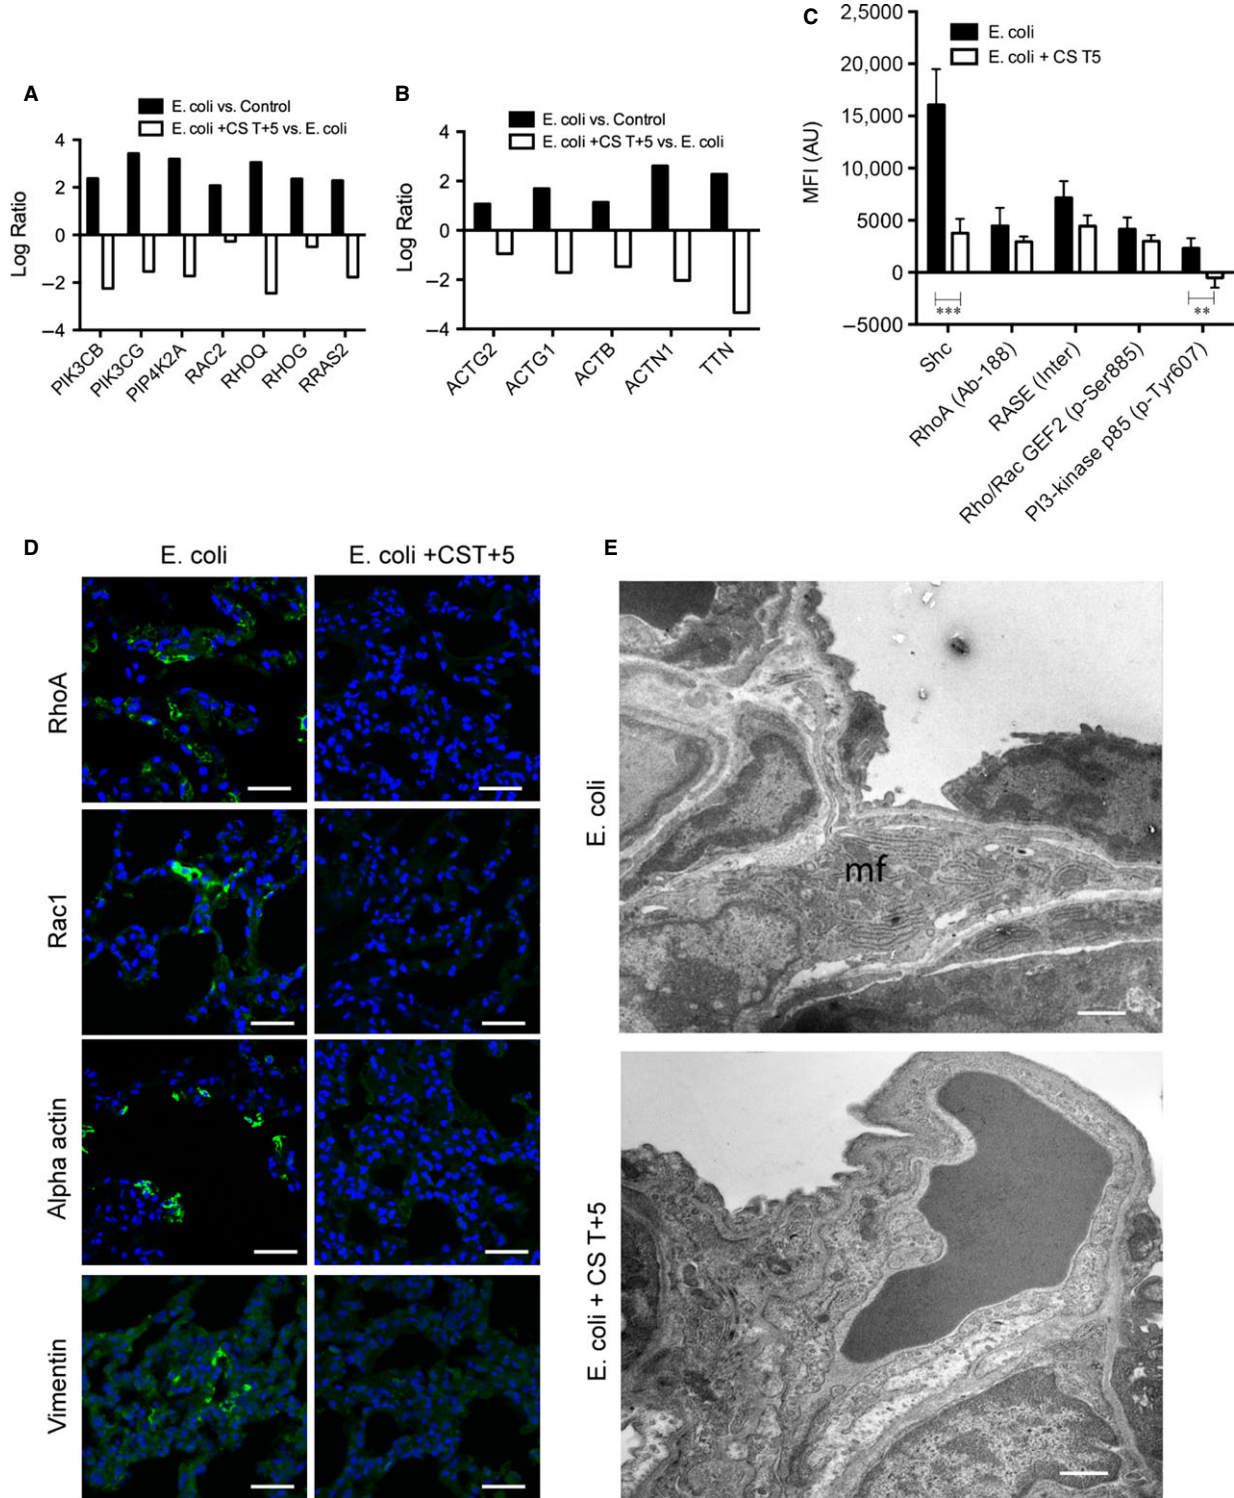 A
E. coli vs. Control
E. coli +CS T+5 vs. E. coli
Log Ratio
4
2
0
–2
–4
PIK3CB
PIK3CG
PIP4K2A
RAC2
RHOQ
RHOG
RRAS2
B
E. coli vs. Control
E. coli +CS T+5 vs. E. coli
Log Ratio
4
2
0
–2
–4
ACTG2
ACTG1
ACTB
ACTN1
TTN
C
E. coli
E. coli + CS T5
MFI (AU)
2,5000
20,000
15,000
10,000
5000
0
–5000
***
**
Shc
RhoA (Ab-188)
RASE (Inter)
Rho/Rac GEF2 (p-Ser885)
PI3-kinase p85 (p-Tyr607)
D
E. coli
E. coli +CST+5
RhoA
Rac1
Alpha actin
Vimentin
E
E. coli
mf
E. coli + CS T+5